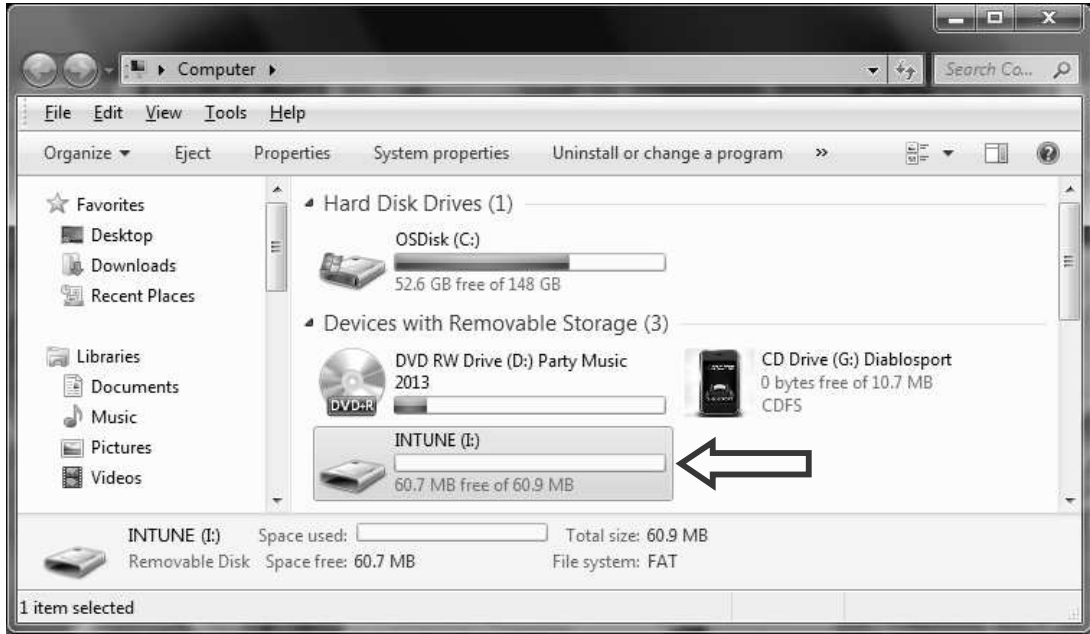 Computer
Search Co...
File Edit View Tools Help
Organize Eject Properties System properties Uninstall or change a program »
Favorites
Desktop
Downloads
Recent Places
Libraries
Documents
Music
Pictures
Videos
Hard Disk Drives (1)
OSDisk (C:)
52.6 GB free of 148 GB
Devices with Removable Storage (3)
DVD RW Drive (D:) Party Music
2013
DVD+R
CD Drive (G:) Diablosport
0 bytes free of 10.7 MB
CDFS
INTUNE (I:)
60.7 MB free of 60.9 MB
INTUNE (I:) Space used: Total size: 60.9 MB
Removable Disk Space free: 60.7 MB File system: FAT
1 item selected